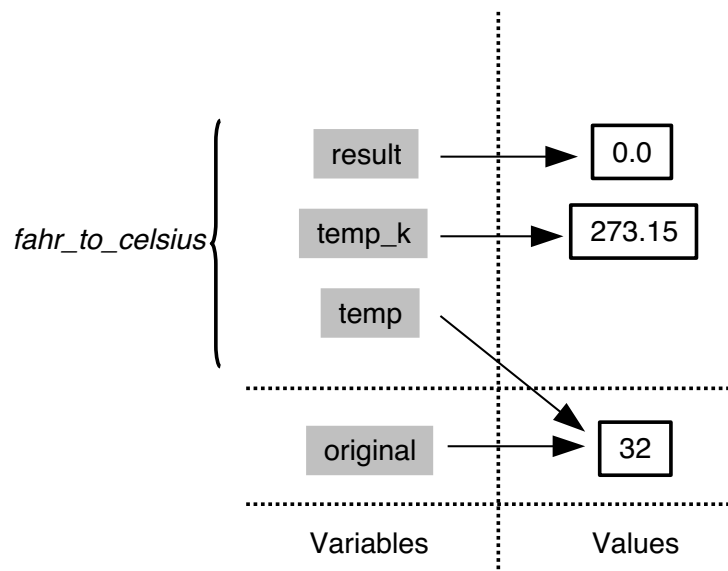 result
0.0
fahr_to_celsius
temp_k
273.15
temp
original
32
Variables
Values